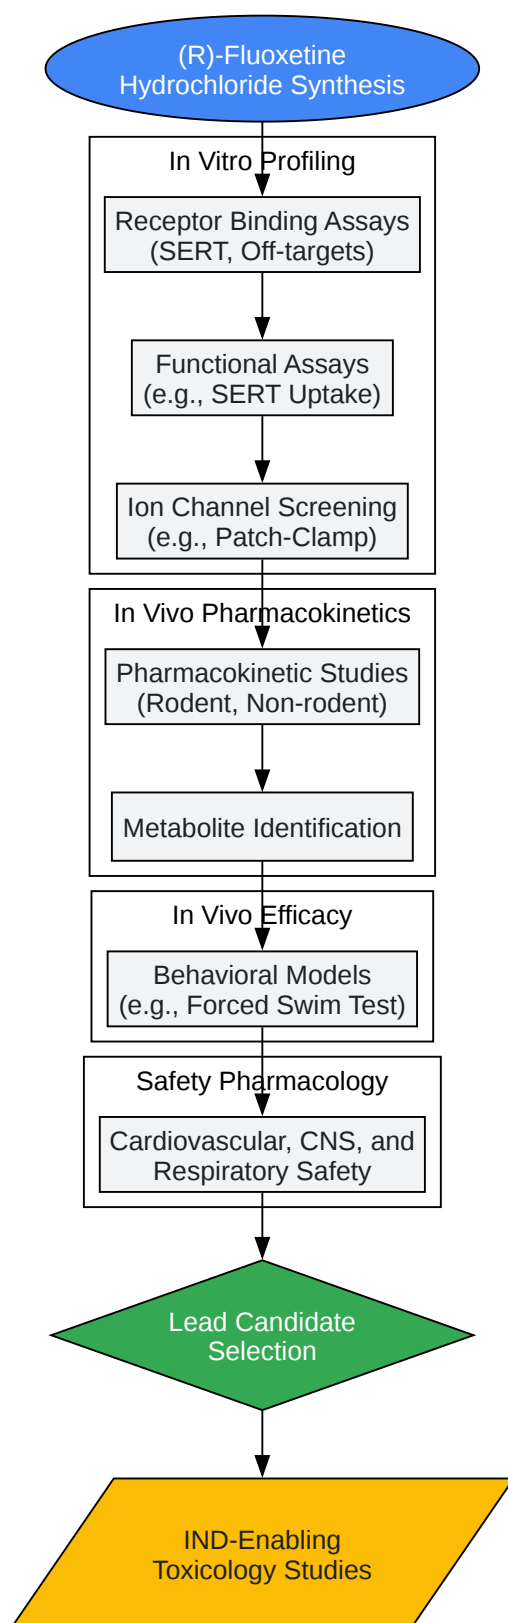 (R)-Fluoxetine
Hydrochloride Synthesis
In Vitro Profiling
Receptor Binding Assays
(SERT, Off-targets)
Functional Assays
(e.g., SERT Uptake)
Ion Channel Screening
(e.g., Patch-Clamp)
In Vivo Pharmacokinetics
Pharmacokinetic Studies
(Rodent, Non-rodent)
Metabolite Identification
In Vivo Efficacy
Behavioral Models
(e.g., Forced Swim Test)
Safety Pharmacology
Cardiovascular, CNS, and
Respiratory Safety
Lead Candidate
Selection
IND-Enabling
Toxicology Studies